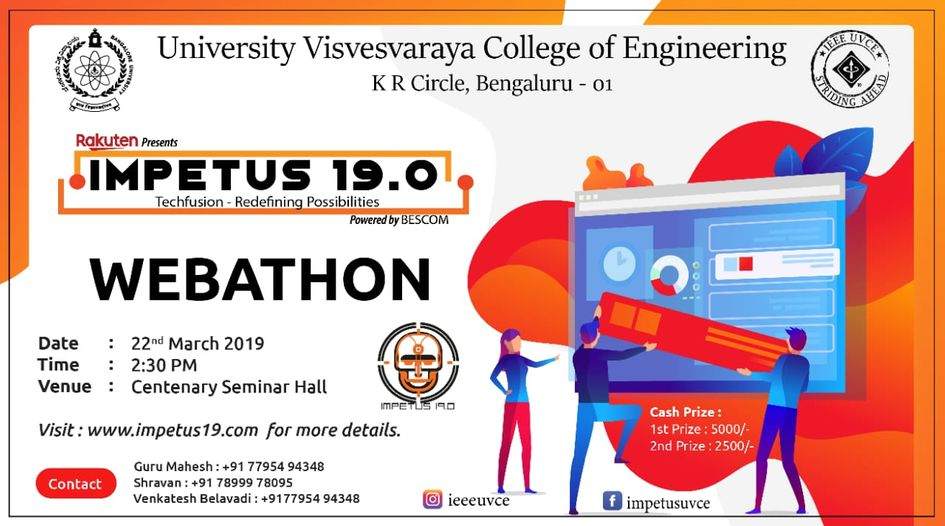 University Visvesvaraya College of Engineering
K R Circle, Bengaluru - 01
IEEE UVCE
STRIDING AHEAD
Rakuten Presents
IMPETUS 19.0
Techfusion - Redefining Possibilities
Powered by BESCOM
WEBATHON
Date : 22nd March 2019
Time : 2:30 PM
Venue : Centenary Seminar Hall
IMPETUS 19.0
Visit : www.impetus19.com for more details.
Cash Prize :
1st Prize : 5000/-
2nd Prize : 2500/-
Contact
Guru Mahesh : +91 77954 94348
Shravan : +91 78999 78095
Venkatesh Belavadi : +9177954 94348
ieeeuvce
impetusuvce